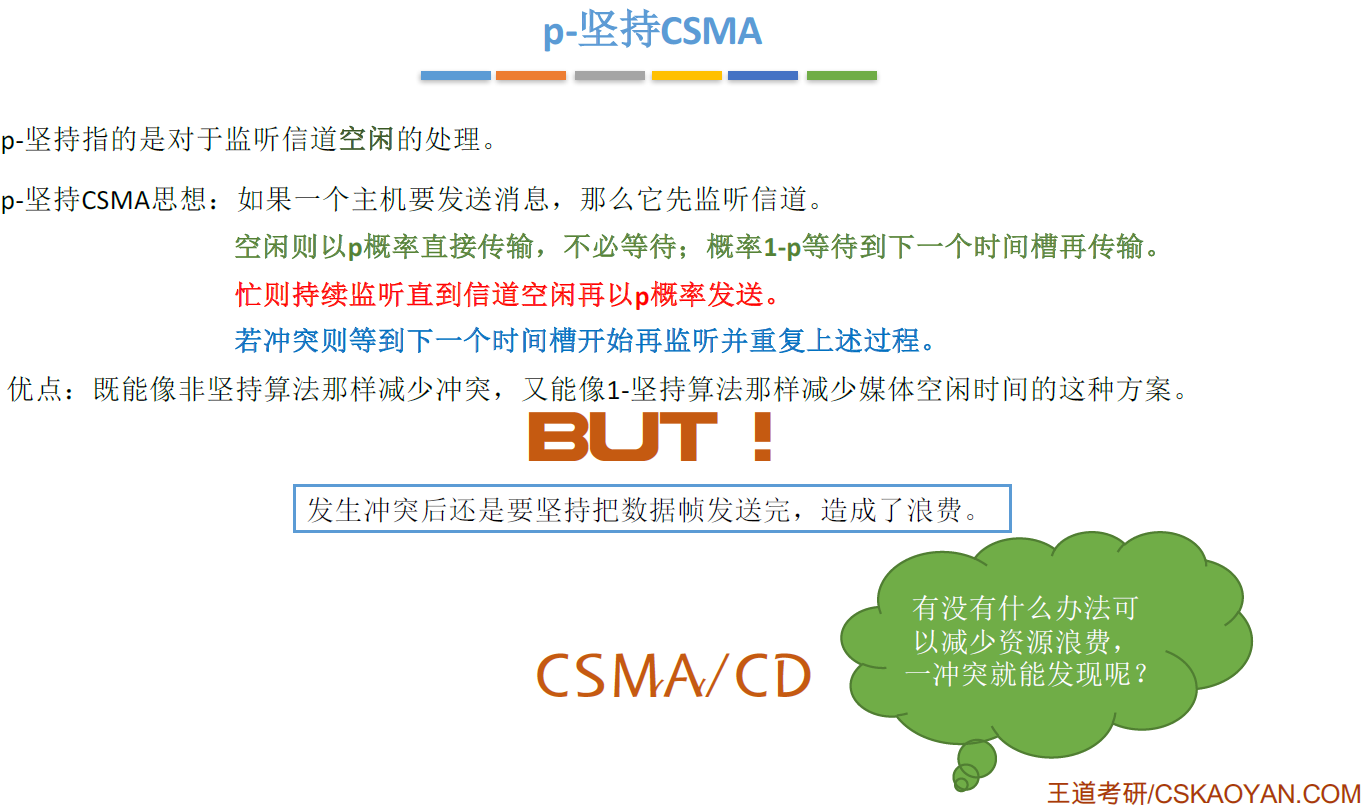 p-坚持CSMA
p-坚持指的是对于监听信道空闲的处理。
p-坚持CSMA思想：如果一个主机要发送消息，那么它先监听信道。
空闲则以p概率直接传输，不必等待；概率1-p等待到下一个时间槽再传输。
忙则持续监听直到信道空闲再以p概率发送。
若冲突则等到下一个时间槽开始再监听并重复上述过程。
优点：既能像非坚持算法那样减少冲突，又能像1-坚持算法那样减少媒体空闲时间的这种方案。
BUT！
发生冲突后还是要坚持把数据帧发送完，造成了浪费。
有没有什么办法可
以减少资源浪费，
一冲突就能发现呢？
CSMA/CD
王道考研/CSKAOYAN.COM